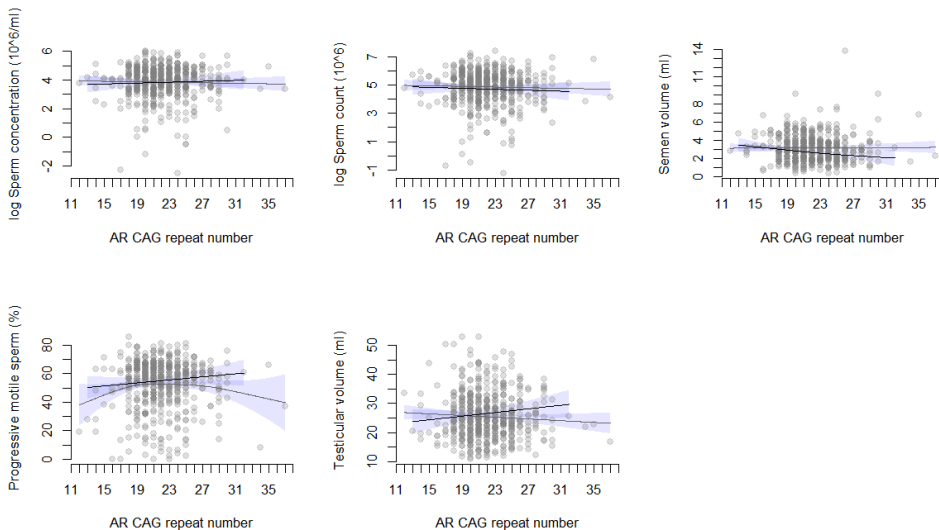 log Sperm concentration (10^6/ml)
6
4
2
0
-2
11 15 19 23 27 31 35
AR CAG repeat number
log Sperm count (10^6)
7
5
3
1
-1
11 15 19 23 27 31 35
AR CAG repeat number
Semen volume (ml)
14
12
10
8
6
4
2
0
11 15 19 23 27 31 35
AR CAG repeat number
Progressive motile sperm (%)
80
60
40
20
0
11 15 19 23 27 31 35
AR CAG repeat number
Testicular volume (ml)
50
40
30
20
10
11 15 19 23 27 31 35
AR CAG repeat number